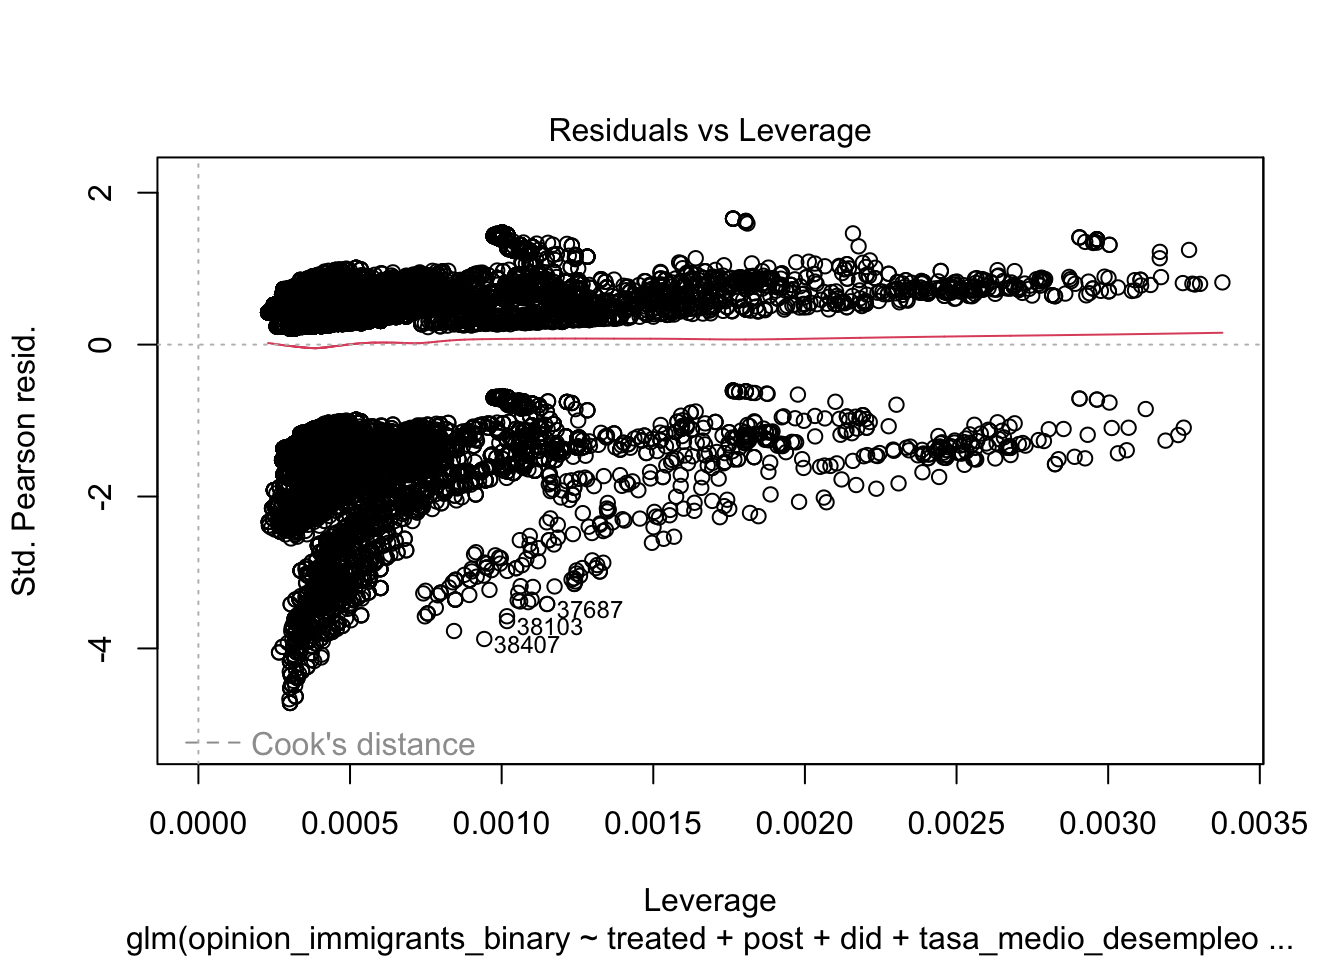 Residuals vs Leverage
Std. Pearson resid.
2
0
-2
-4
37687
38103
38407
Cook's distance
0.0000 0.0005 0.0010 0.0015 0.0020 0.0025 0.0030 0.0035
Leverage
glm(opinion_immigrants_binary ~ treated + post + did + tasa_medio_desempleo ...